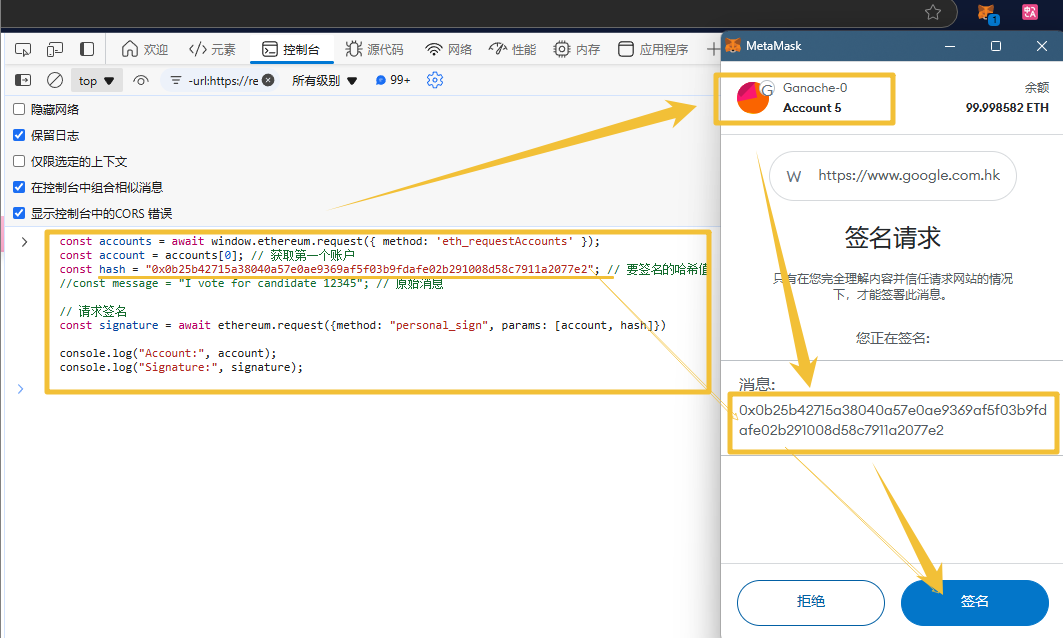 欢迎 元素 控制台 源代码 网络 性能 内存 应用程序
top -url:https://re 所有级别 99+
隐藏网络
保留日志
仅限选定的上下文
在控制台中组合相似消息
显示控制台中的CORS 错误
const accounts = await window.ethereum.request({ method: 'eth_requestAccounts' });
const account = accounts[0]; // 获取第一个账户
const hash = "0x0b25b42715a38040a57e0ae9369af5f03b9fdafe02b291008d58c7911a2077e2"; // 要签名的哈希值
//const message = "I vote for candidate 12345"; // 原始消息
// 请求签名
const signature = await ethereum.request({method: "personal_sign", params: [account, hash]})
console.log("Account:", account);
console.log("Signature:", signature);
1
MetaMask
G
Ganache-0
Account 5
余额
99.998582 ETH
W https://www.google.com.hk
签名请求
只有在您完全理解内容并信任请求网站的情况
下，才能签署此消息。
您正在签名:
消息:
0x0b25b42715a38040a57e0ae9369af5f03b9fd
afe02b291008d58c7911a2077e2
拒绝 签名